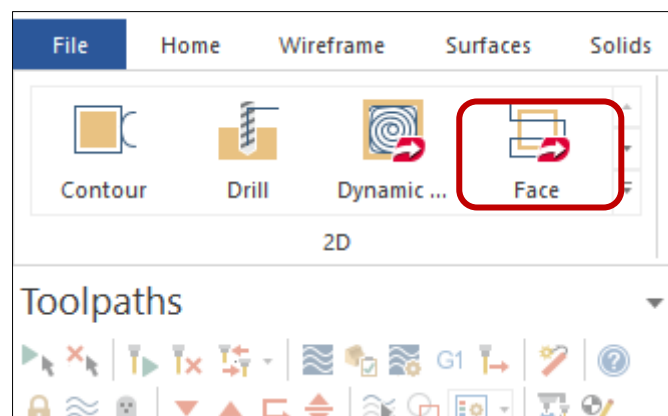 File Home Wireframe Surfaces Solids
Contour Drill Dynamic ... Face
2D
Toolpaths
G1